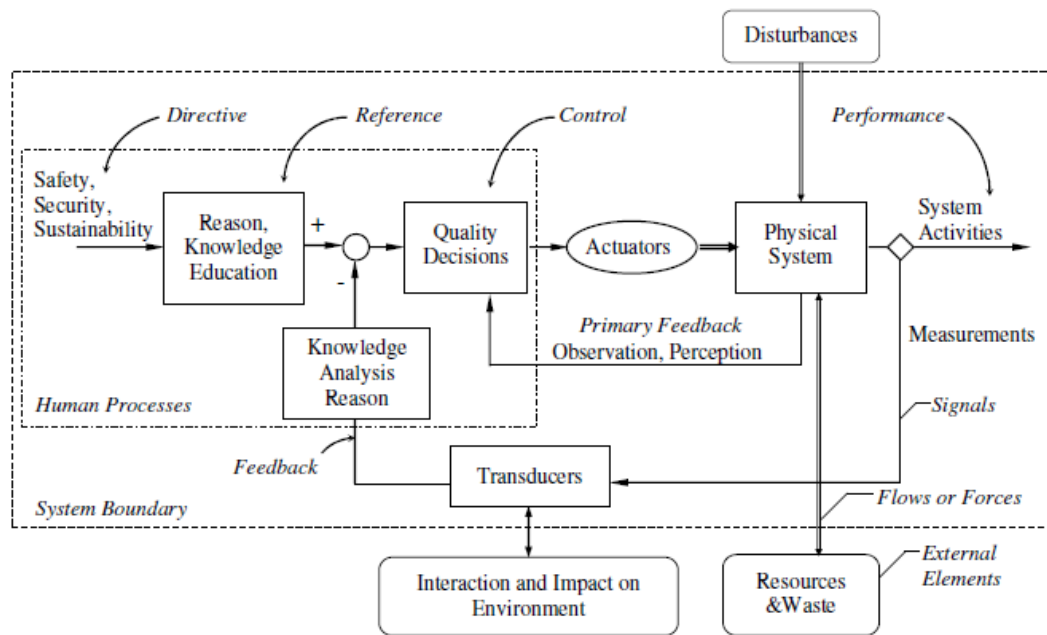 Disturbances
Directive
Reference
Control
Performance
Safety,
Security,
Sustainability
Reason,
Knowledge
Education
+
-
Quality
Decisions
Actuators
Physical
System
System
Activities
Primary Feedback
Observation, Perception
Measurements
Knowledge
Analysis
Reason
Human Processes
Signals
Feedback
Transducers
System Boundary
Flows or Forces
Interaction and Impact on
Environment
Resources
&Waste
External
Elements